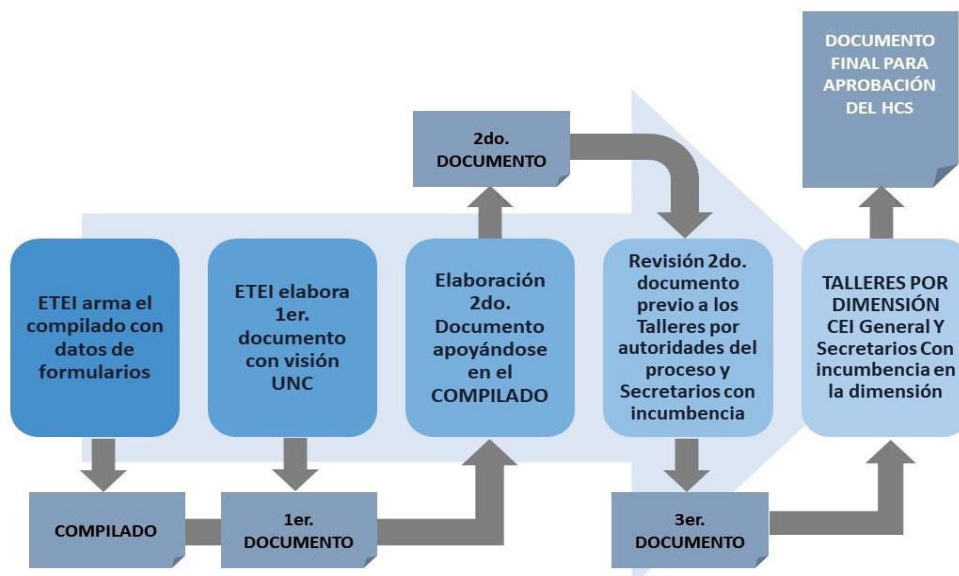 DOCUMENTO
FINAL PARA
APROBACIÓN
DEL HCS
2do.
DOCUMENTO
ETEI arma el
compilado con
datos de
formularios
ETEI elabora
1er.
documento
con visión
UNC
Elaboración
2do.
Documento
apoyándose
en el
COMPILADO
Revisión 2do.
documento
previo a los
Talleres por
autoridades del
proceso y
Secretarios con
incumbencia
TALLERES POR
DIMENSIÓN
CEI General Y
Secretarios Con
incumbencia en
la dimensión
COMPILADO
1er.
DOCUMENTO
3er.
DOCUMENTO